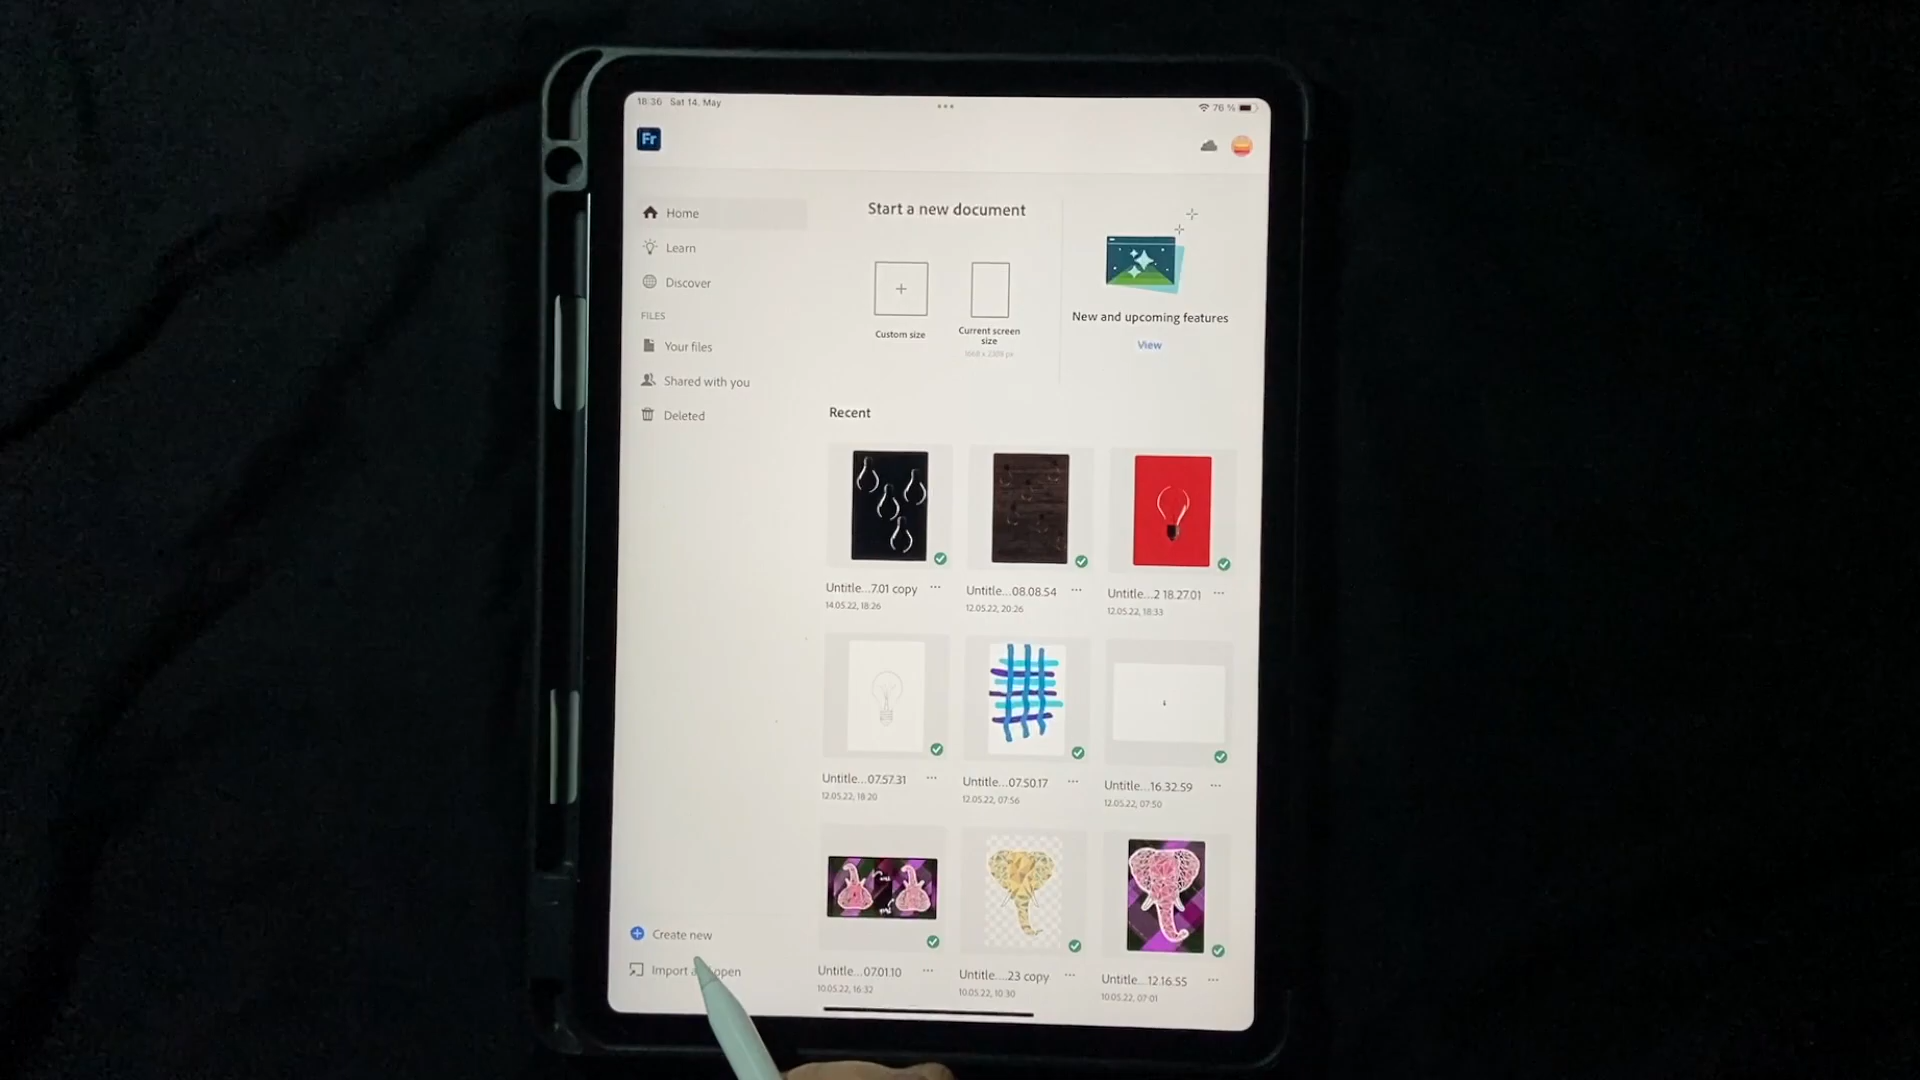 18:36 Sat 14. May
76 %
Fr
Home
Learn
Discover
FILES
Your files
Shared with you
Deleted
Start a new document
Custom size
Current screen
size
New and upcoming features
View
Recent
Untitle...7.01 copy ...
14.05.22, 18:26
Untitle...08.08.54 ...
12.05.22, 20:26
Untitle...2 18.27.01 ...
12.05.22, 18:33
Untitle...07.57.31 ...
12.05.22, 18:20
Untitle...07.50.17 ...
12.05.22, 07:56
Untitle...16.32.59 ...
12.05.22, 07:50
Untitle...07.01.10 ...
10.05.22, 16:32
Untitle....23 copy ...
10.05.22, 10:30
Untitle... 12.16.55 ...
10.05.22, 07:01
Create new
Import a open